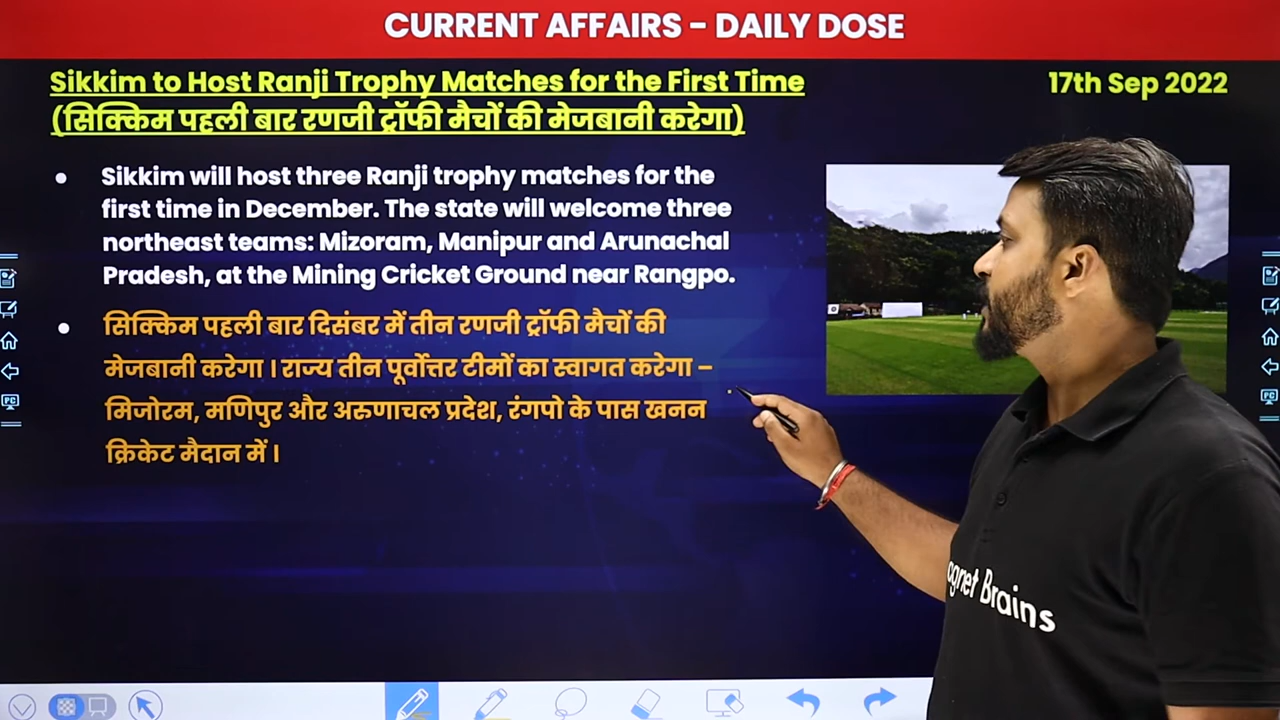 CURRENT AFFAIRS - DAILY DOSE
Sikkim to Host Ranji Trophy Matches for the First Time
17th Sep 2022
(सिक्किम पहली बार रणजी ट्रॉफी मैचों की मेजबानी करेगा)
• Sikkim will host three Ranji trophy matches for the
first time in December. The state will welcome three
northeast teams: Mizoram, Manipur and Arunachal
Pradesh, at the Mining Cricket Ground near Rangpo.
• सिक्किम पहली बार दिसंबर में तीन रणजी ट्रॉफी मैचों की
मेजबानी करेगा । राज्य तीन पूर्वोत्तर टीमों का स्वागत करेगा –
मिजोरम, मणिपुर और अरुणाचल प्रदेश, रंगपो के पास खनन
क्रिकेट मैदान में ।
agnet Brains
PC
PC